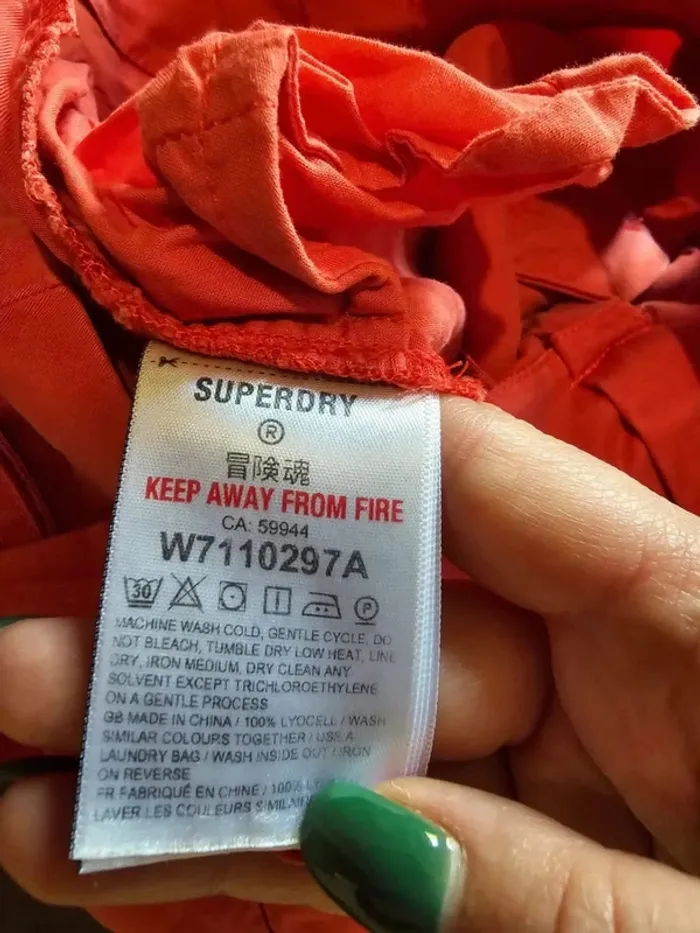 SUPERDRY
®
冒険魂
KEEP AWAY FROM FIRE
CA: 59944
W7110297A
30
P
MACHINE WASH COLD, GENTLE CYCLE, DO
NOT BLEACH, TUMBLE DRY LOW HEAT, LINE
DRY, IRON MEDIUM, DRY CLEAN ANY
SOLVENT EXCEPT TRICHLOROETHYLENE
ON A GENTLE PROCESS
GB MADE IN CHINA / 100% LYOCELL / WASH
SIMILAR COLOURS TOGETHER / USE A
LAUNDRY BAG / WASH INSIDE OUT / IRON
ON REVERSE
FR FABRIQUÉ EN CHINE / 100%
LAVER LES COULEURS